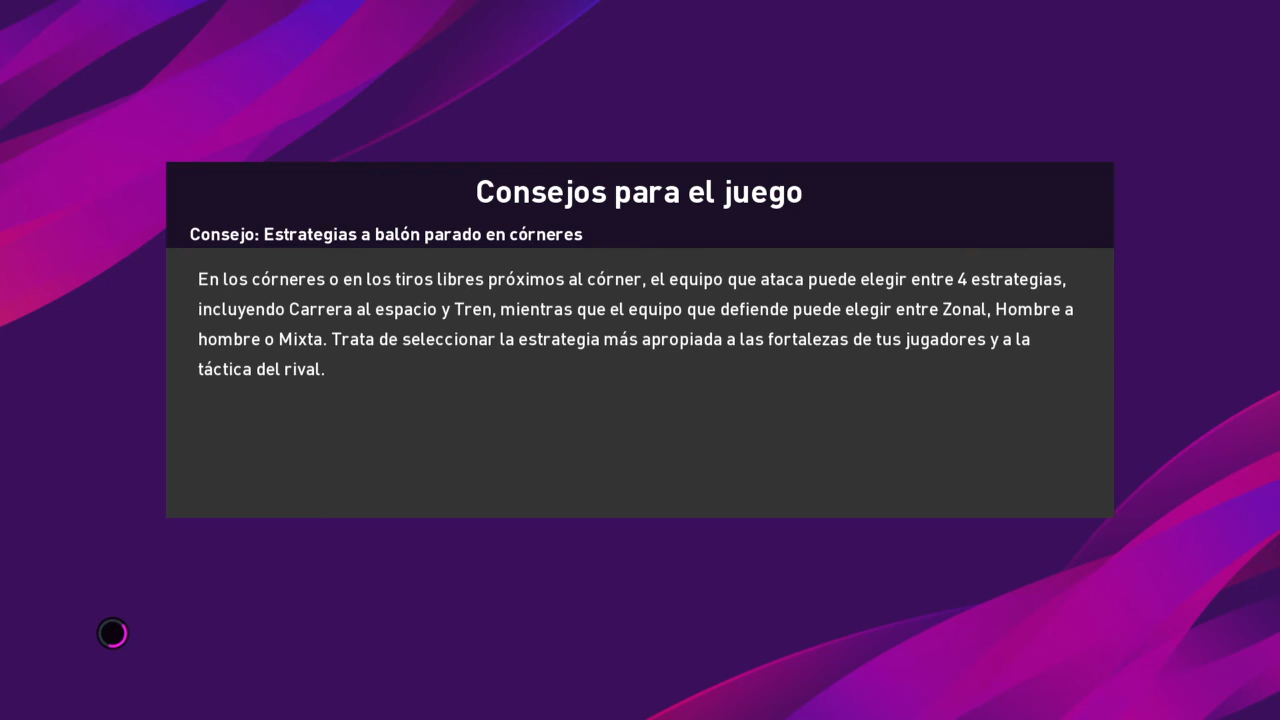 Consejos para el juego
Consejo: Estrategias a balón parado en córneres
En los córneres o en los tiros libres próximos al córner, el equipo que ataca puede elegir entre 4 estrategias,
incluyendo Carrera al espacio y Tren, mientras que el equipo que defiende puede elegir entre Zonal, Hombre a
hombre o Mixta. Trata de seleccionar la estrategia más apropiada a las fortalezas de tus jugadores y a la
táctica del rival.